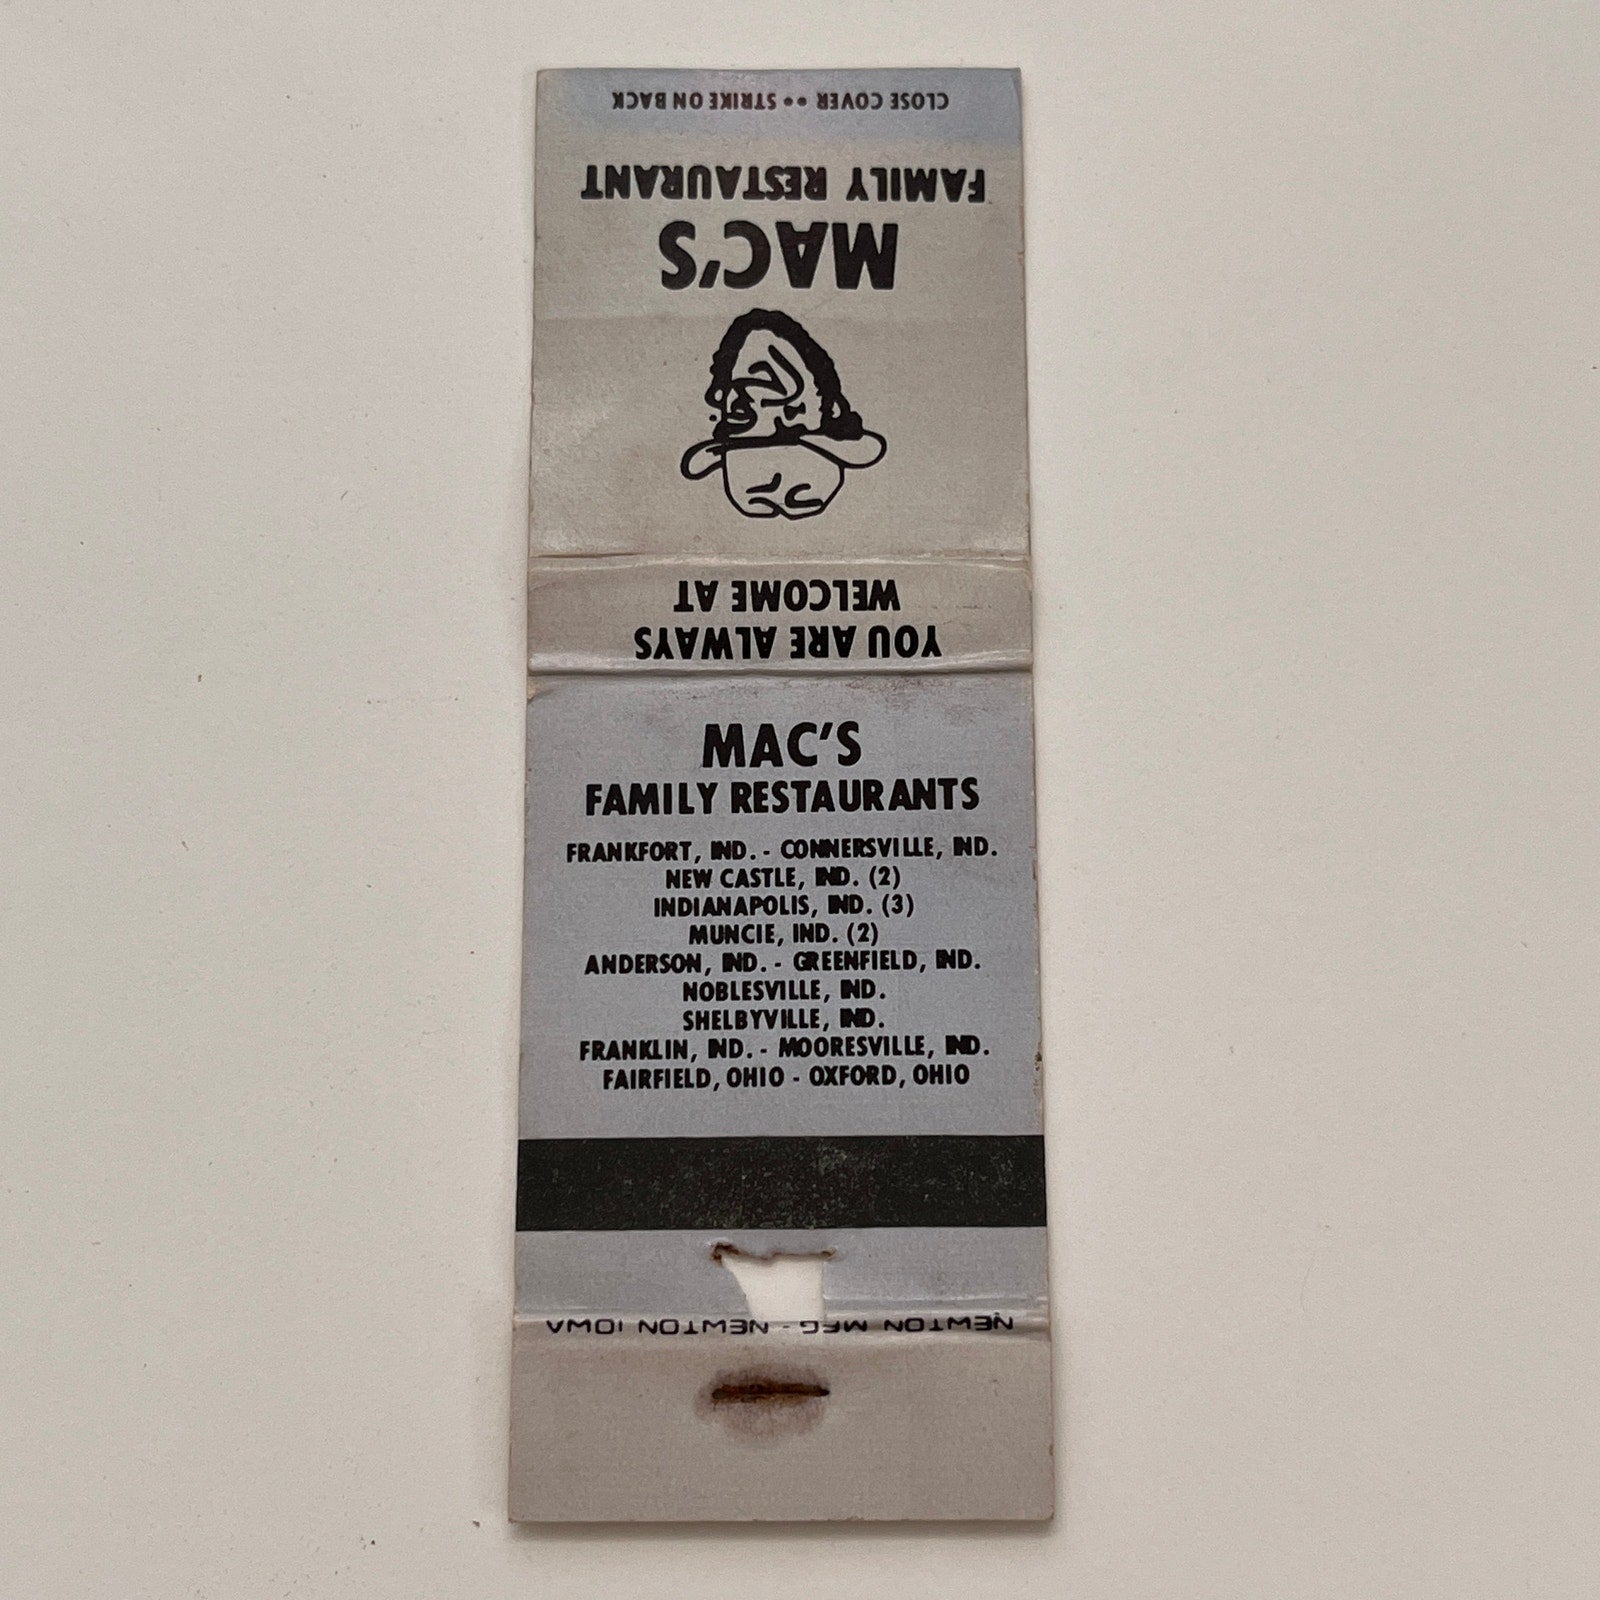 CLOSE COVER •• STRIKE ON BACK
FAMILY RESTAURANT
MAC'S
YOU ARE ALWAYS
WELCOME AT
MAC'S
FAMILY RESTAURANTS
FRANKFORT, IND. - CONNERSVILLE, IND.
NEW CASTLE, IND. (2)
INDIANAPOLIS, IND. (3)
MUNCIE, IND. (2)
ANDERSON, IND. - GREENFIELD, IND.
NOBLESVILLE, IND.
SHELBYVILLE, IND.
FRANKLIN, IND. - MOORESVILLE, IND.
FAIRFIELD, OHIO - OXFORD, OHIO
NEWTON MFG - NEWTON IOWA